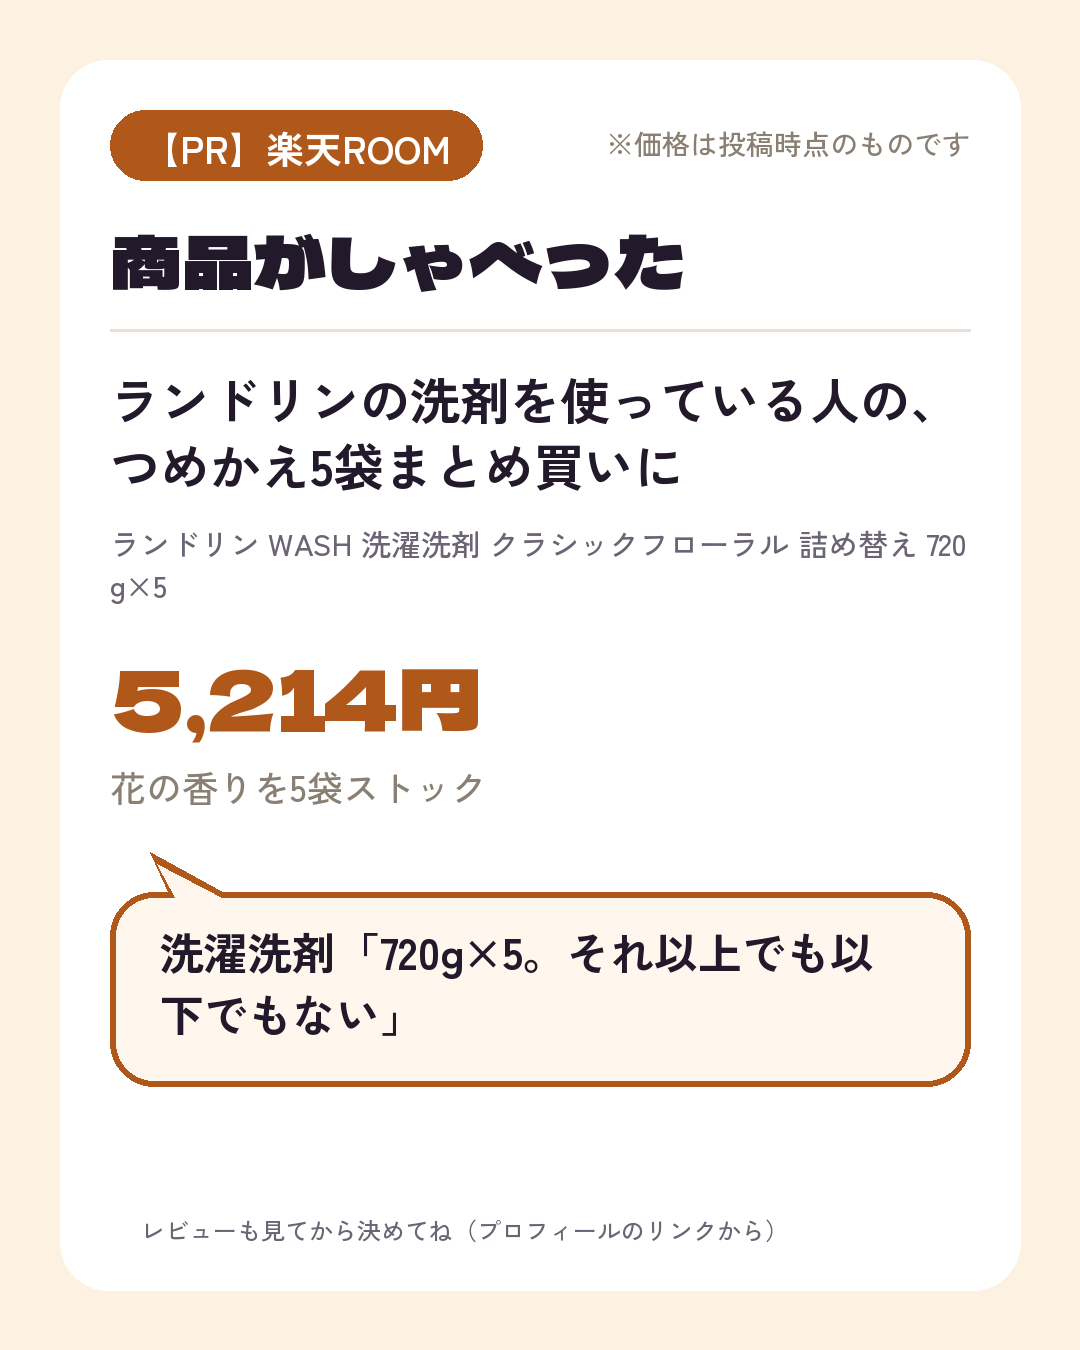 【PR】楽天ROOM
※価格は投稿時点のものです
商品がしゃべった
ランドリンの洗剤を使っている人の、
つめかえ5袋まとめ買いに
ランドリン WASH 洗濯洗剤 クラシックフローラル 詰め替え 720
g×5
5,214円
花の香りを5袋ストック
洗濯洗剤「720g×5。それ以上でも以
下でもない」
レビューも見てから決めてね（プロフィールのリンクから）